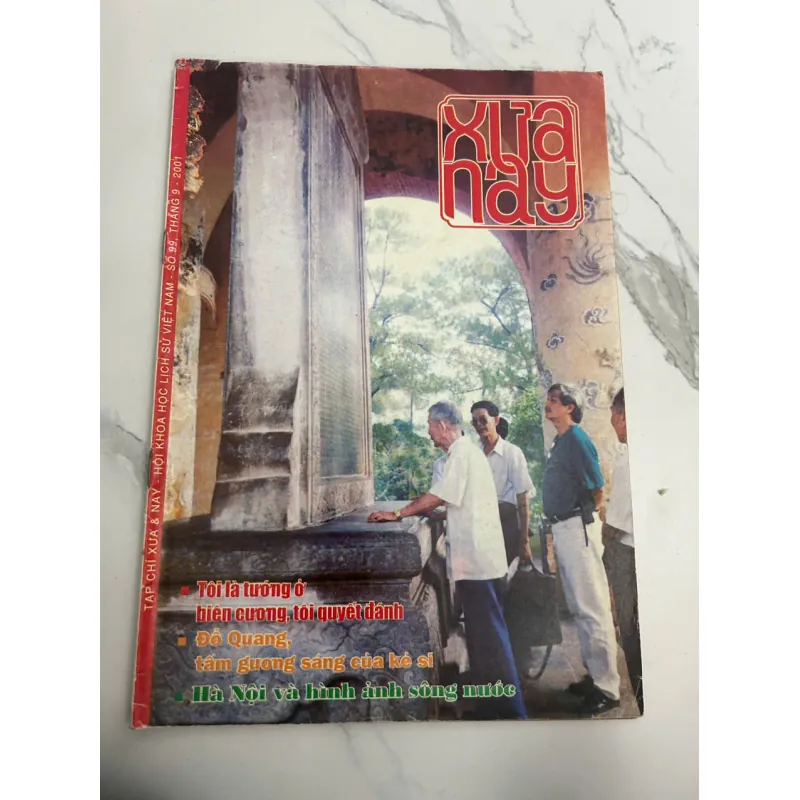 XƯA
NAY
TẠP CHÍ XƯA & NAY - HỘI KHOA HỌC LỊCH SỬ VIỆT NAM - SỐ 99, THÁNG 9 - 2001
Tôi là tướng ở
biên cương, tôi quyết đánh
Đỗ Quang,
tấm gương sáng của kẻ sĩ
Hà Nội và hình ảnh sông nước